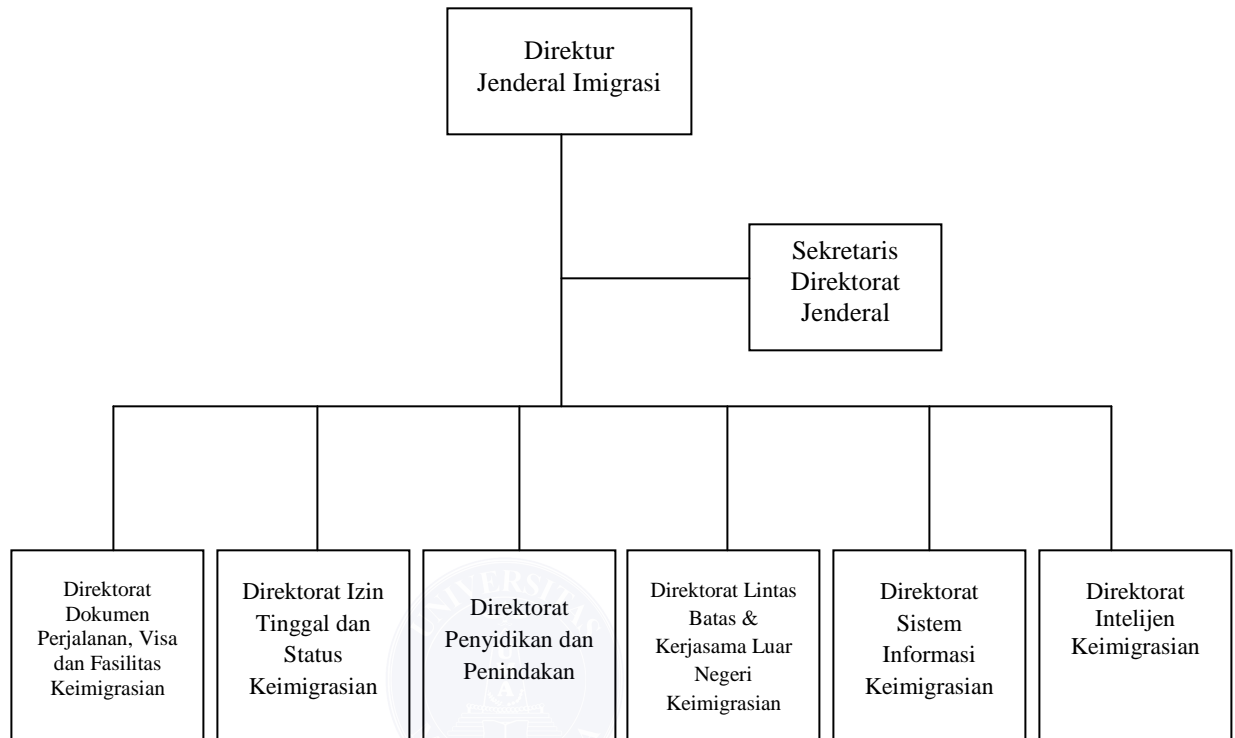 Direktur
Jenderal Imigrasi
Sekretaris
Direktorat
Jenderal
Direktorat
Dokumen
Perjalanan, Visa
dan Fasilitas
Keimigrasian
Direktorat Izin
Tinggal dan
Status
Keimigrasian
Direktorat
Penyidikan dan
Penindakan
Direktorat Lintas
Batas &
Kerjasama Luar
Negeri
Keimigrasian
Direktorat
Sistem
Informasi
Keimigrasian
Direktorat
Intelijen
Keimigrasian
UNIVERSITAS